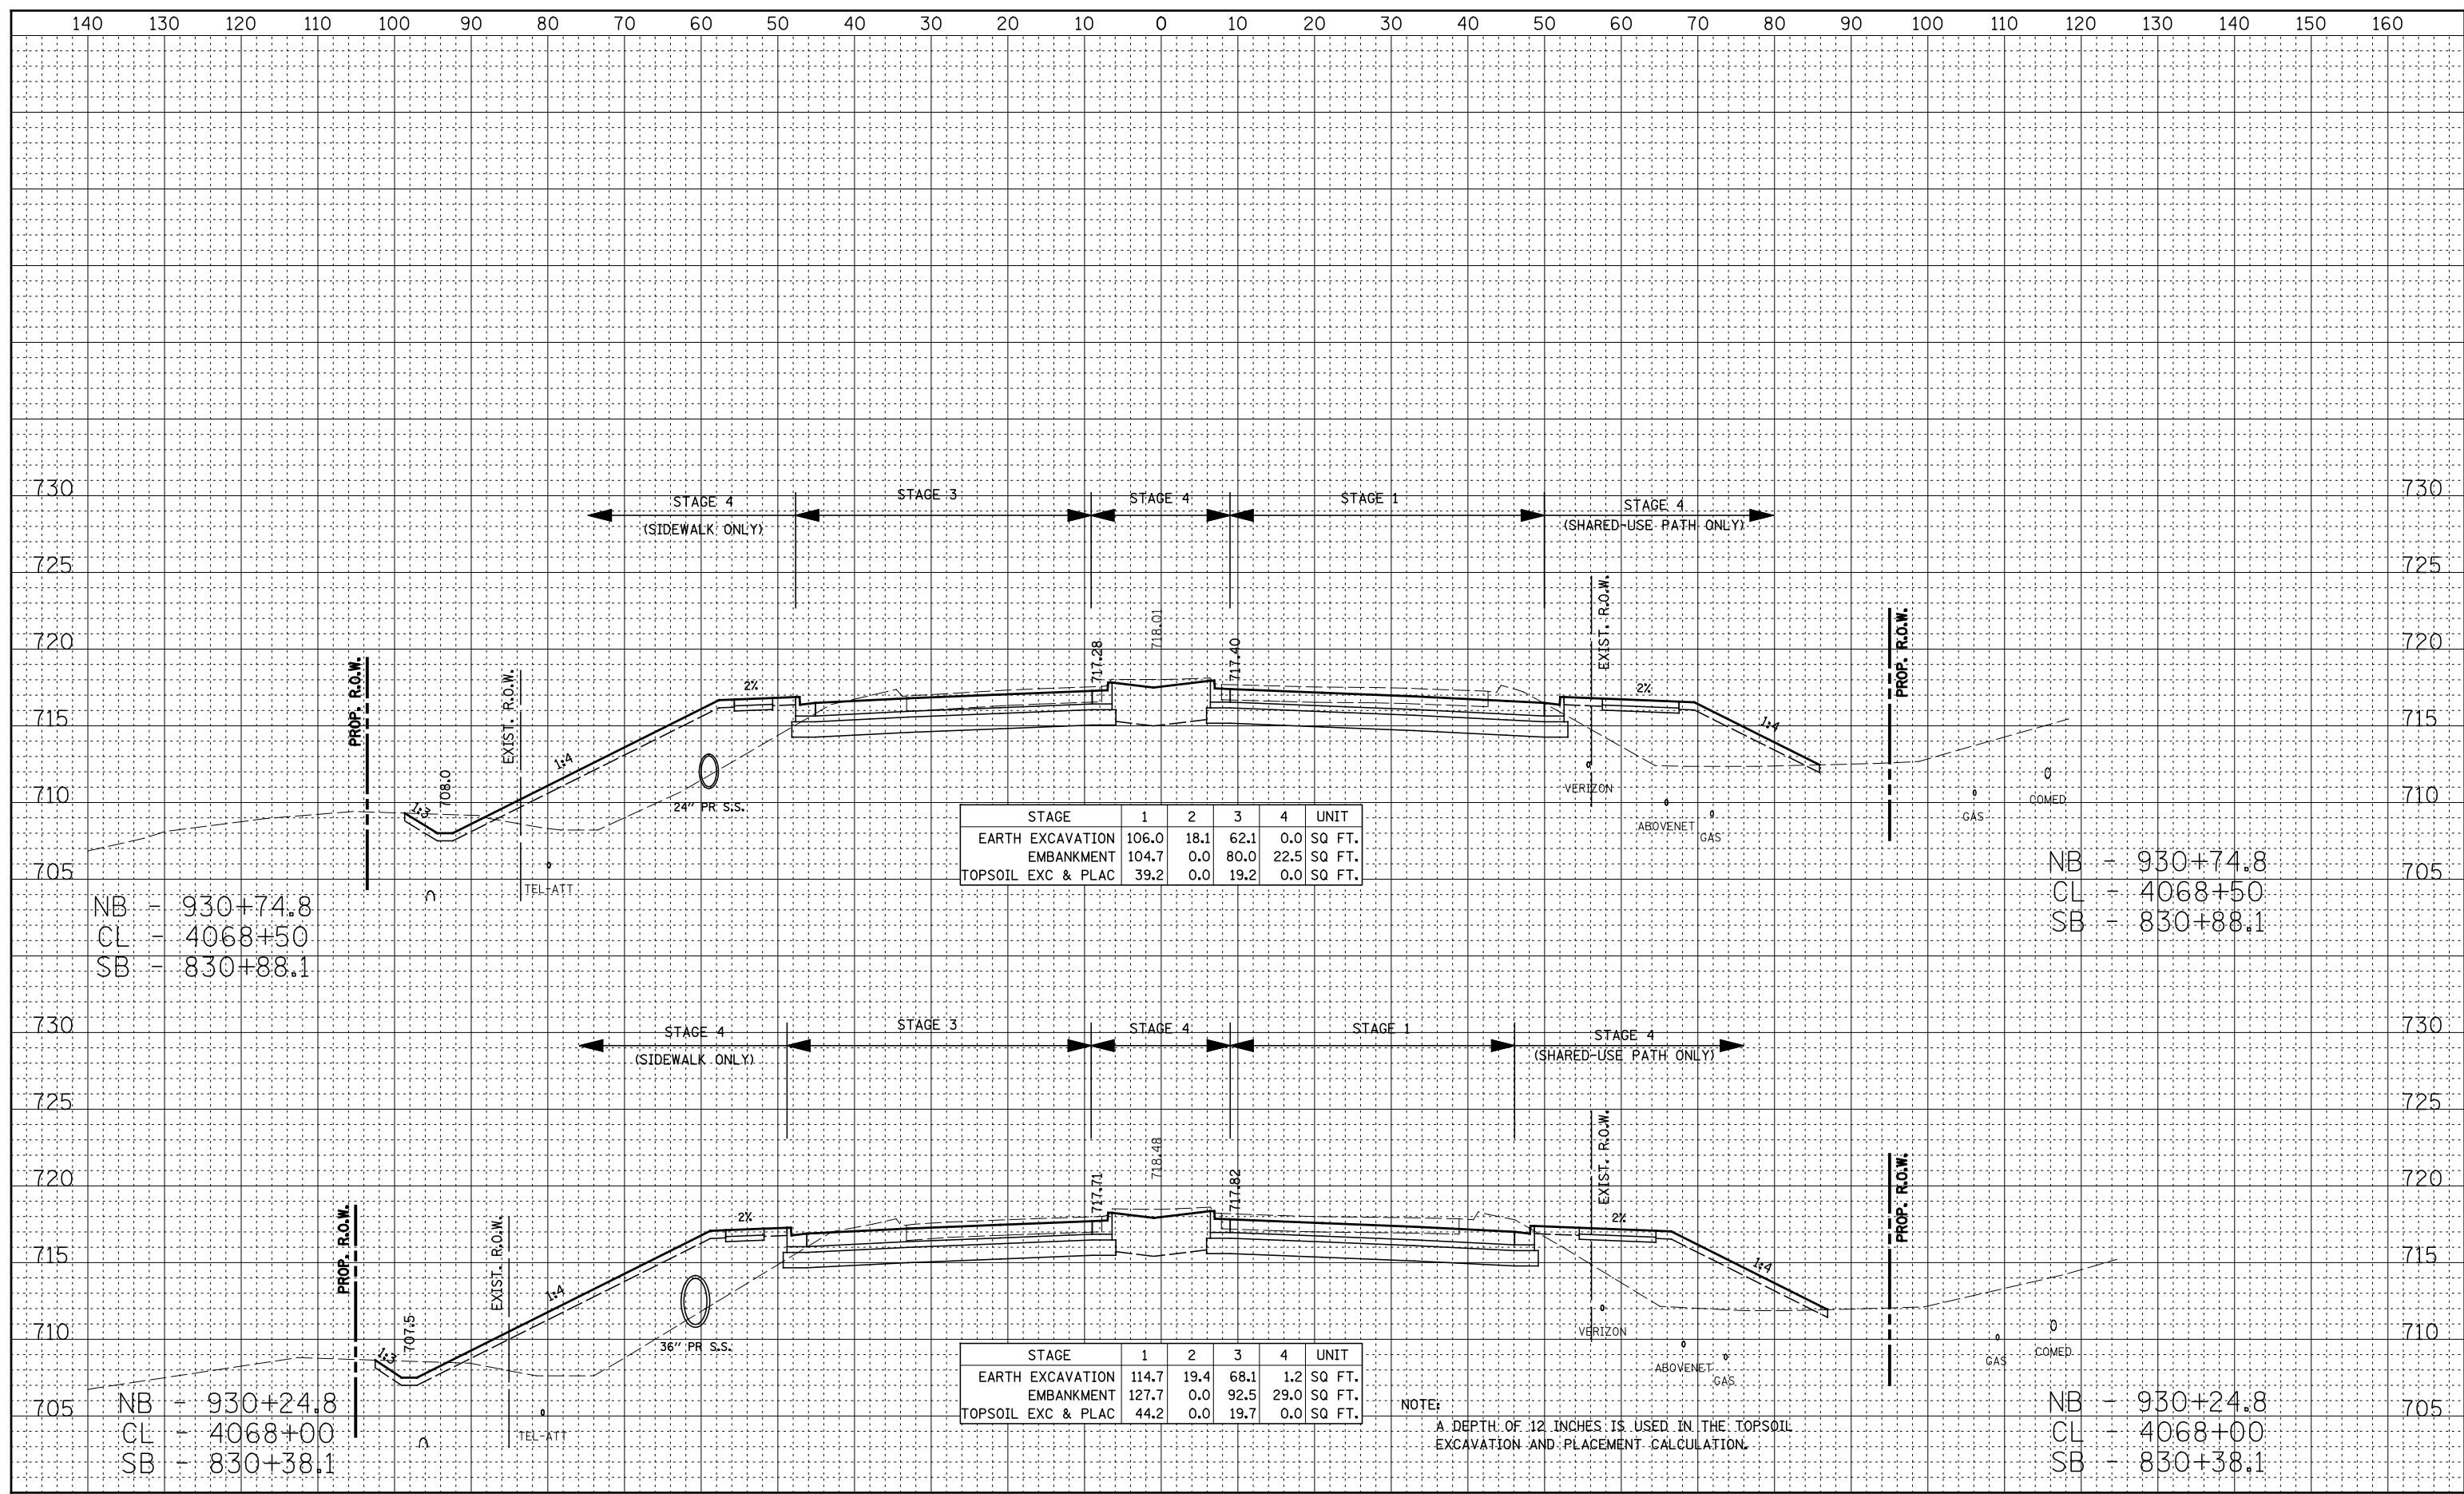 140 130 120 110 100 90 80 70 60 50 40 30 20 10 0 10 20 30 40 50 60 70 80 90 100 110 120 130 140 150 160
730 730
STAGE 4 STAGE 3 STAGE 4 STAGE 1 STAGE 4
(SIDEWALK ONLY) (SHARED-USE PATH ONLY)
725 725
720 720
PROP. R.O.W.
EXIST. R.O.W.
717.28
718.01
717.40
EXIST. R.O.W.
PROP. R.O.W.
2% 2%
715 715
1:4 1:4
708.0
1:3
710 710
24" PR S.S.
VERIZON
ABOVENET
GAS
GAS
COMED
TEL-ATT
705 705
STAGE 1 2 3 4 UNIT
EARTH EXCAVATION 106.0 18.1 62.1 0.0 SQ FT.
EMBANKMENT 104.7 0.0 80.0 22.5 SQ FT.
TOPSOIL EXC & PLAC 39.2 0.0 19.2 0.0 SQ FT.
NB - 930+74.8
CL - 4068+50
SB - 830+88.1
NB - 930+74.8
CL - 4068+50
SB - 830+88.1
730 730
STAGE 4 STAGE 3 STAGE 4 STAGE 1 STAGE 4
(SIDEWALK ONLY) (SHARED-USE PATH ONLY)
725 725
720 720
PROP. R.O.W.
EXIST. R.O.W.
717.71
718.48
717.82
EXIST. R.O.W.
PROP. R.O.W.
2% 2%
715 715
1:4 1:4
707.5
1:3
710 710
36" PR S.S.
VERIZON
ABOVENET
GAS
GAS
COMED
TEL-ATT
705 705
STAGE 1 2 3 4 UNIT
EARTH EXCAVATION 114.7 19.4 68.1 1.2 SQ FT.
EMBANKMENT 127.7 0.0 92.5 29.0 SQ FT.
TOPSOIL EXC & PLAC 44.2 0.0 19.7 0.0 SQ FT.
NOTE:
A DEPTH OF 12 INCHES IS USED IN THE TOPSOIL
EXCAVATION AND PLACEMENT CALCULATION.
NB - 930+24.8
CL - 4068+00
SB - 830+38.1
NB - 930+24.8
CL - 4068+00
SB - 830+38.1